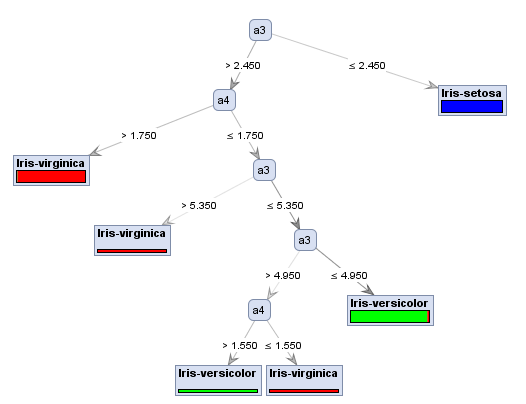 a3
> 2.450
≤ 2.450
a4
Iris-setosa
> 1.750
≤ 1.750
Iris-virginica
a3
> 5.350
≤ 5.350
Iris-virginica
a3
> 4.950
≤ 4.950
Iris-versicolor
a4
> 1.550
≤ 1.550
Iris-versicolor
Iris-virginica